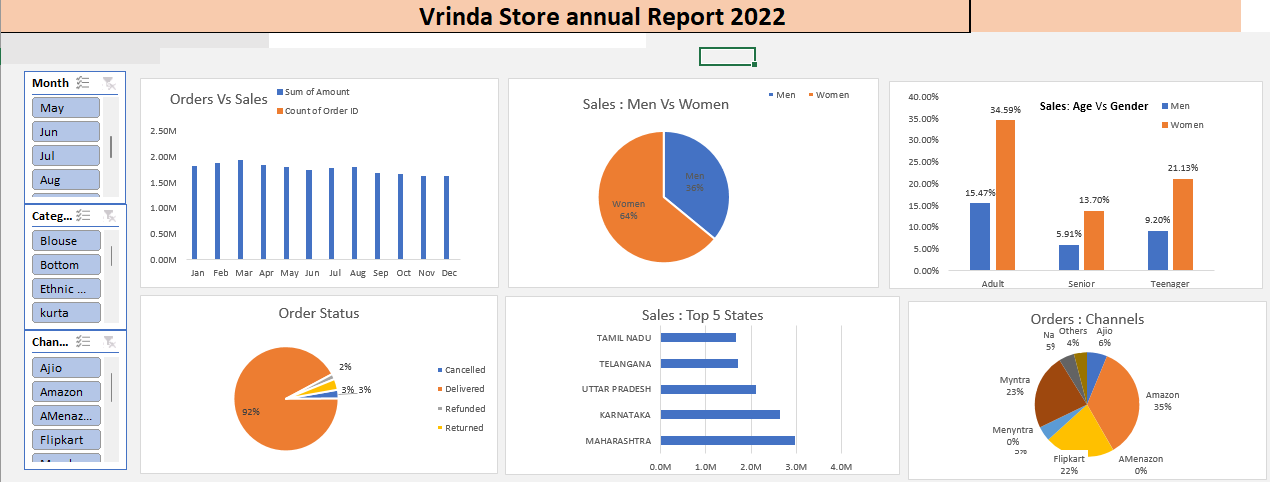 Vrinda Store annual Report 2022
Month
May
Jun
Jul
Aug
Categ...
Blouse
Bottom
Ethnic ...
kurta
Chan...
Ajio
Amazon
AMenaz...
Flipkart
Orders Vs Sales
Sum of Amount
Count of Order ID
2.50M
2.00M
1.50M
1.00M
0.50M
0.00M
Jan Feb Mar Apr May Jun Jul Aug Sep Oct Nov Dec
Sales : Men Vs Women
Men Women
Men
36%
Women
64%
Sales: Age Vs Gender
Men
Women
40.00%
35.00%
30.00%
25.00%
20.00%
15.00%
10.00%
5.00%
0.00%
34.59%
15.47%
13.70%
5.91%
21.13%
9.20%
Adult Senior Teenager
Order Status
2%
3% 3%
92%
Cancelled
Delivered
Refunded
Returned
Sales : Top 5 States
TAMIL NADU
TELANGANA
UTTAR PRADESH
KARNATAKA
MAHARASHTRA
0.0M 1.0M 2.0M 3.0M 4.0M
Orders : Channels
Na
Others
4%
Ajio
6%
Myntra
23%
Amazon
35%
Menyntra
0%
Flipkart
22%
AMenazon
0%